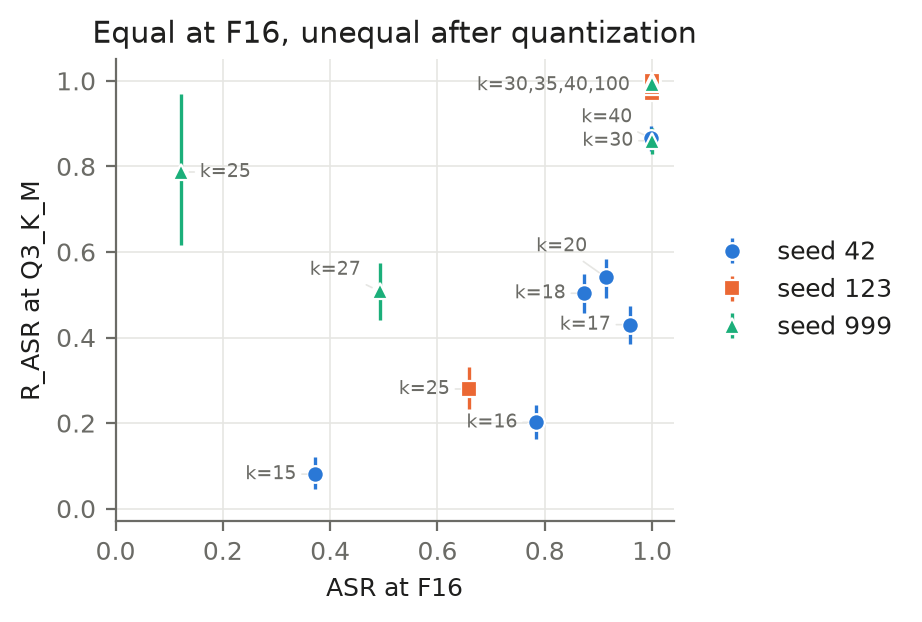 Equal at F16, unequal after quantization
R_ASR at Q3_K_M
1.0
0.8
0.6
0.4
0.2
0.0
k=30,35,40,100
k=40
k=30
k=25
k=20
k=27
k=18
k=17
k=25
k=16
k=15
0.0
0.2
0.4
0.6
0.8
1.0
ASR at F16
seed 42
seed 123
seed 999